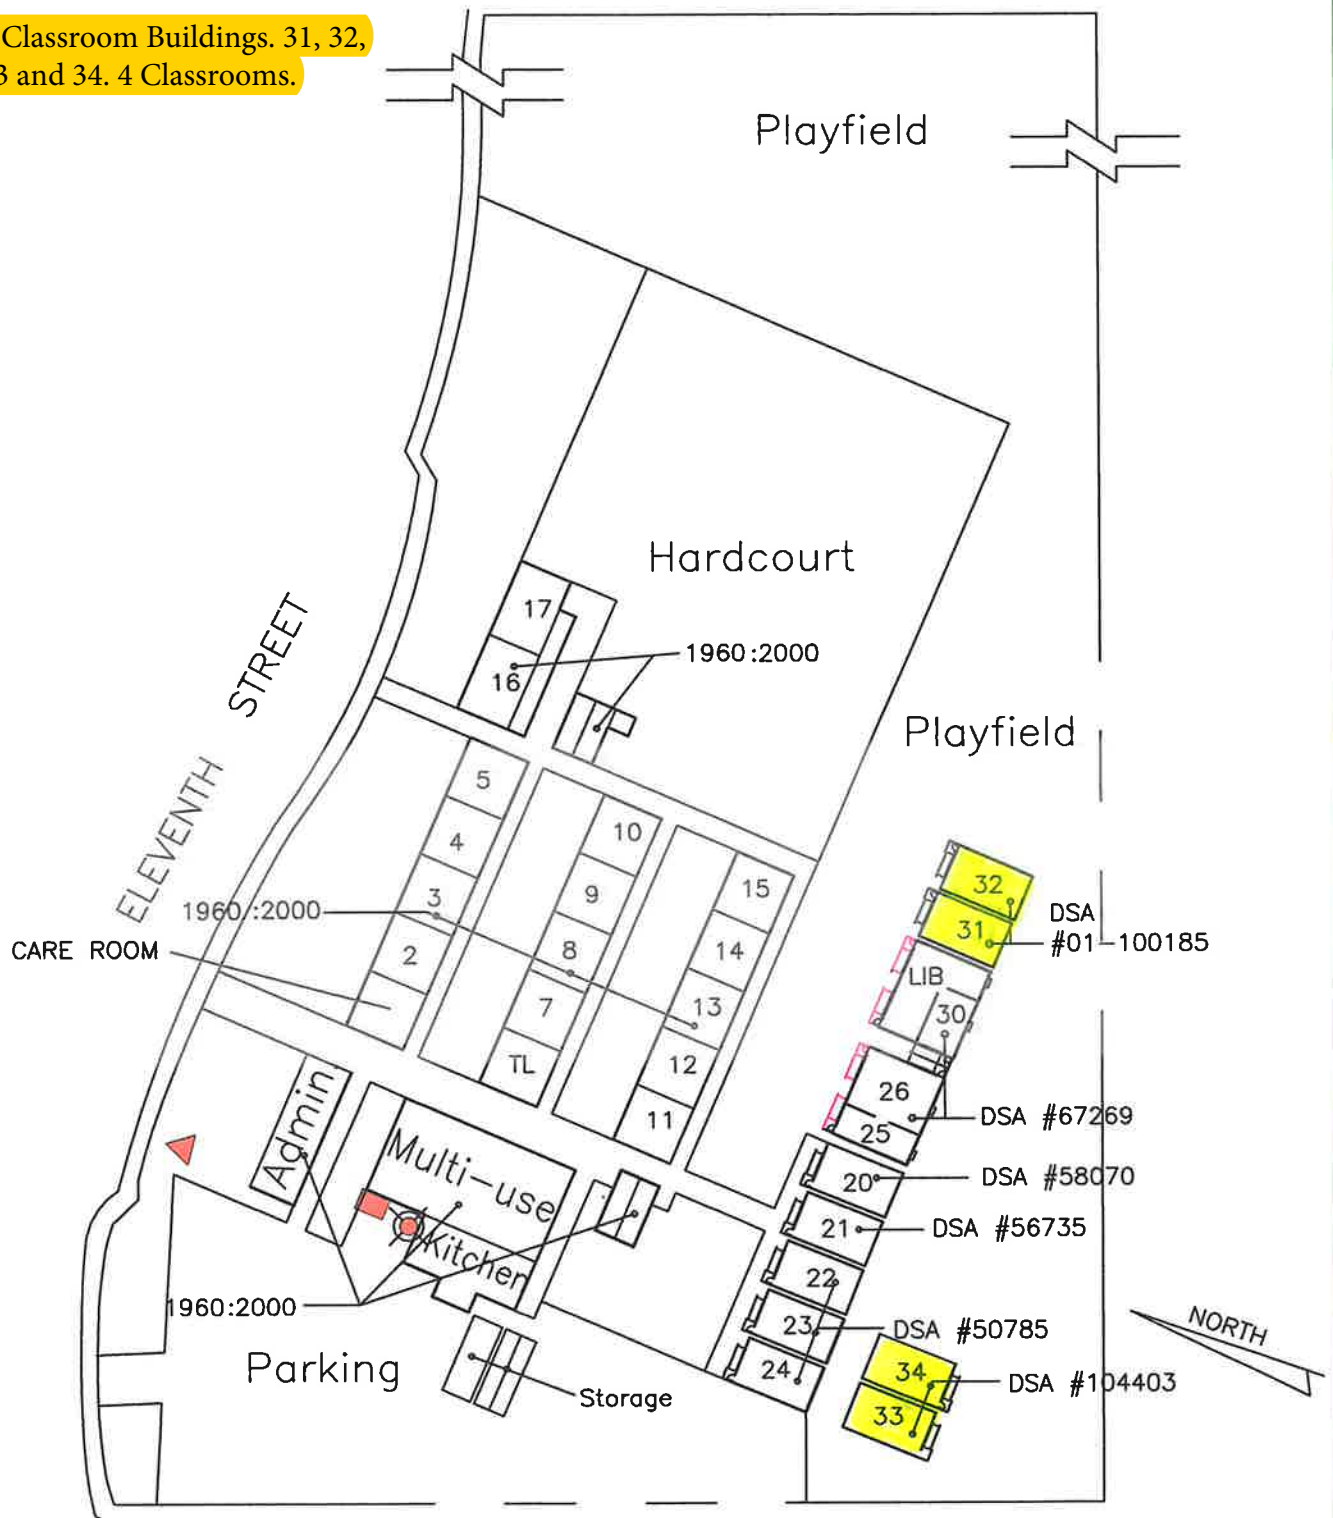 Classroom Buildings. 31, 32,
3 and 34. 4 Classrooms.
Playfield
Hardcourt
17
16
1960:2000
ELEVENTH STREET
Playfield
5
4
3
2
1960:2000
CARE ROOM
10
9
8
7
TL
15
14
13
12
11
32
31
DSA
#01-100185
LIB
30
26
25
DSA #67269
20
DSA #58070
21
DSA #56735
22
23
24
DSA #50785
34
33
DSA #104403
Admin.
Multi-use
Kitchen
1960:2000
Parking
Storage
NORTH